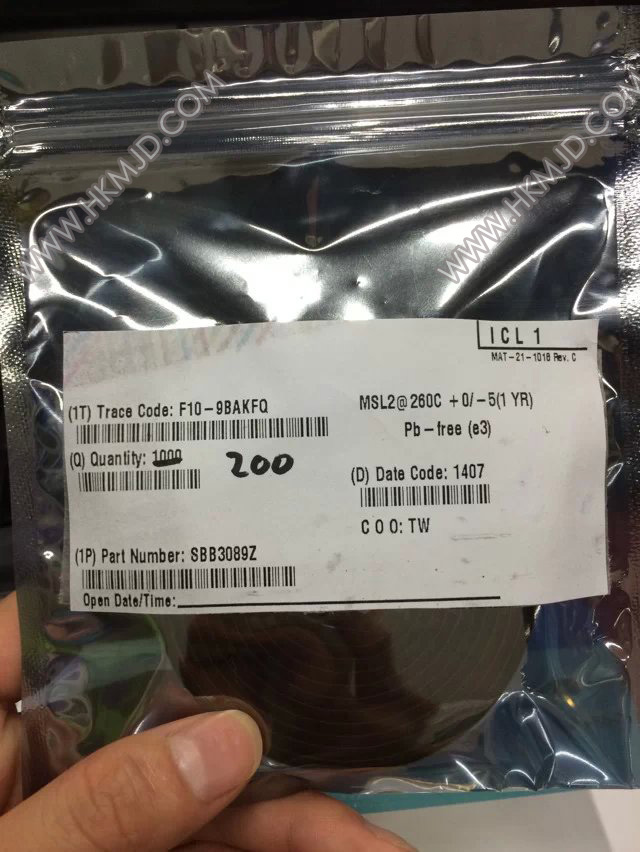 WWW.HKMJD.COM
WWW.HKMJD.COM
ICL1
MAT-21-1018 Rev. C
(1T) Trace Code: F10-9BAKFQ
MSL2@260C +0/-5(1 YR)
Pb-free (e3)
(Q) Quantity: 1000 200
(D) Date Code: 1407
COO: TW
(1P) Part Number: SBB3089Z
Open Date/Time: